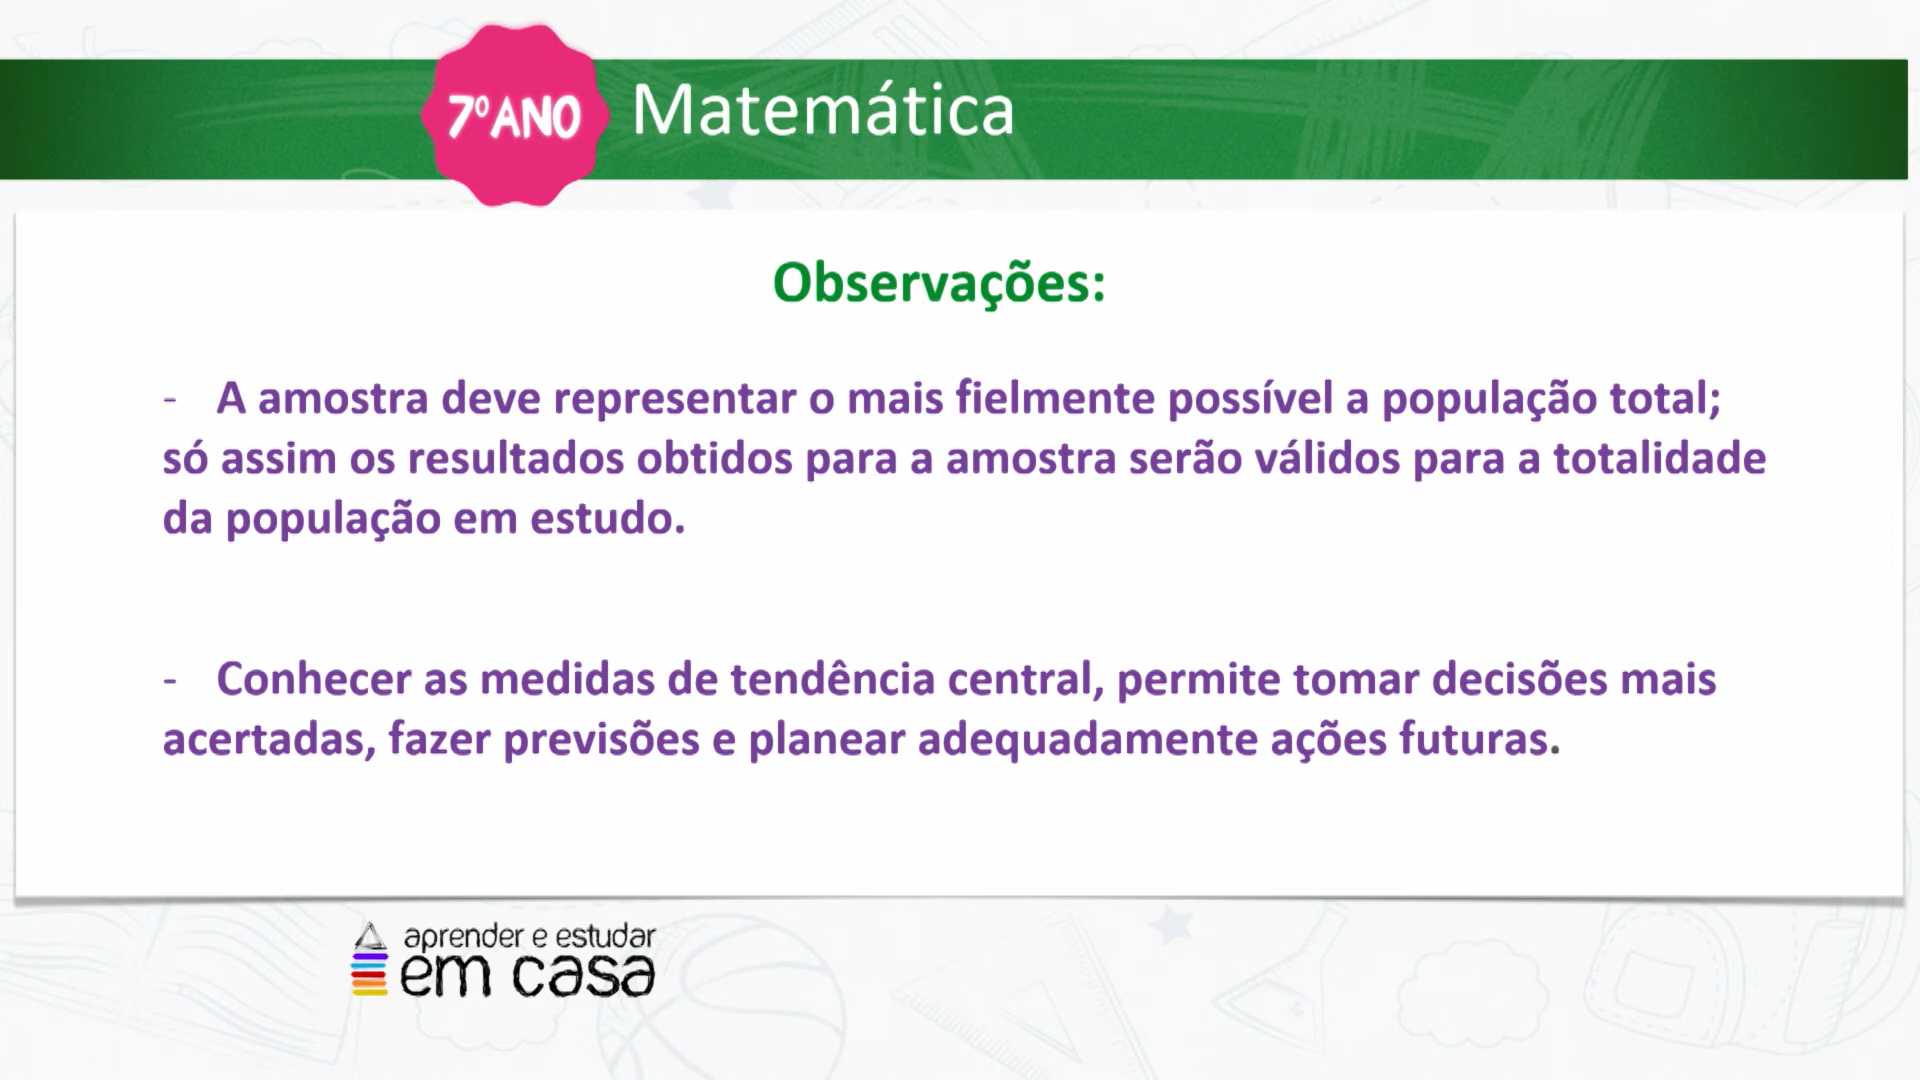 7ºANO Matemática
Observações:
- A amostra deve representar o mais fielmente possível a população total;
só assim os resultados obtidos para a amostra serão válidos para a totalidade
da população em estudo.
- Conhecer as medidas de tendência central, permite tomar decisões mais
acertadas, fazer previsões e planear adequadamente ações futuras.
aprender e estudar
em casa